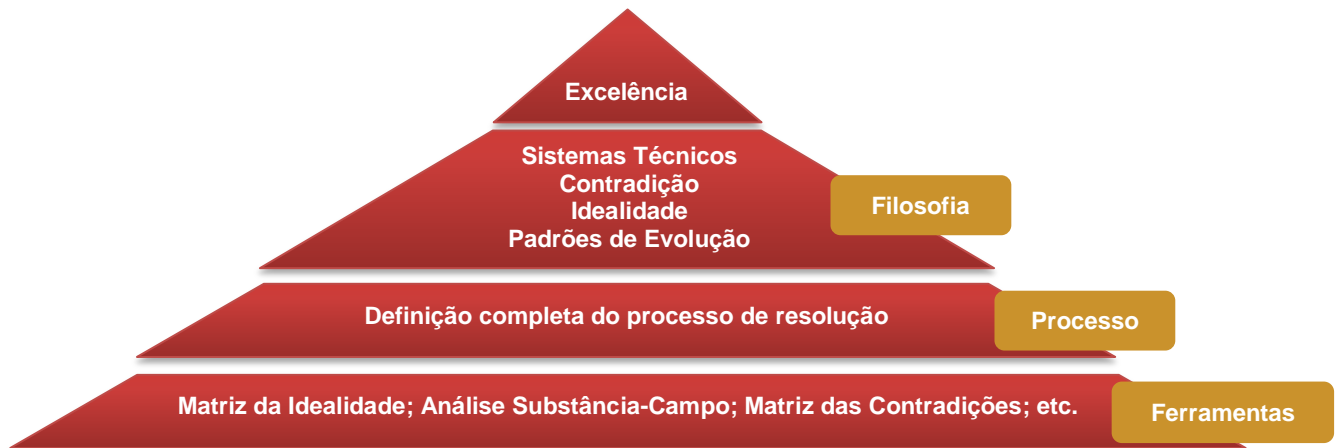 Excelência
Sistemas Técnicos
Contradição
Idealidade
Padrões de Evolução
Filosofia
Definição completa do processo de resolução
Processo
Matriz da Idealidade; Análise Substância-Campo; Matriz das Contradições; etc.
Ferramentas